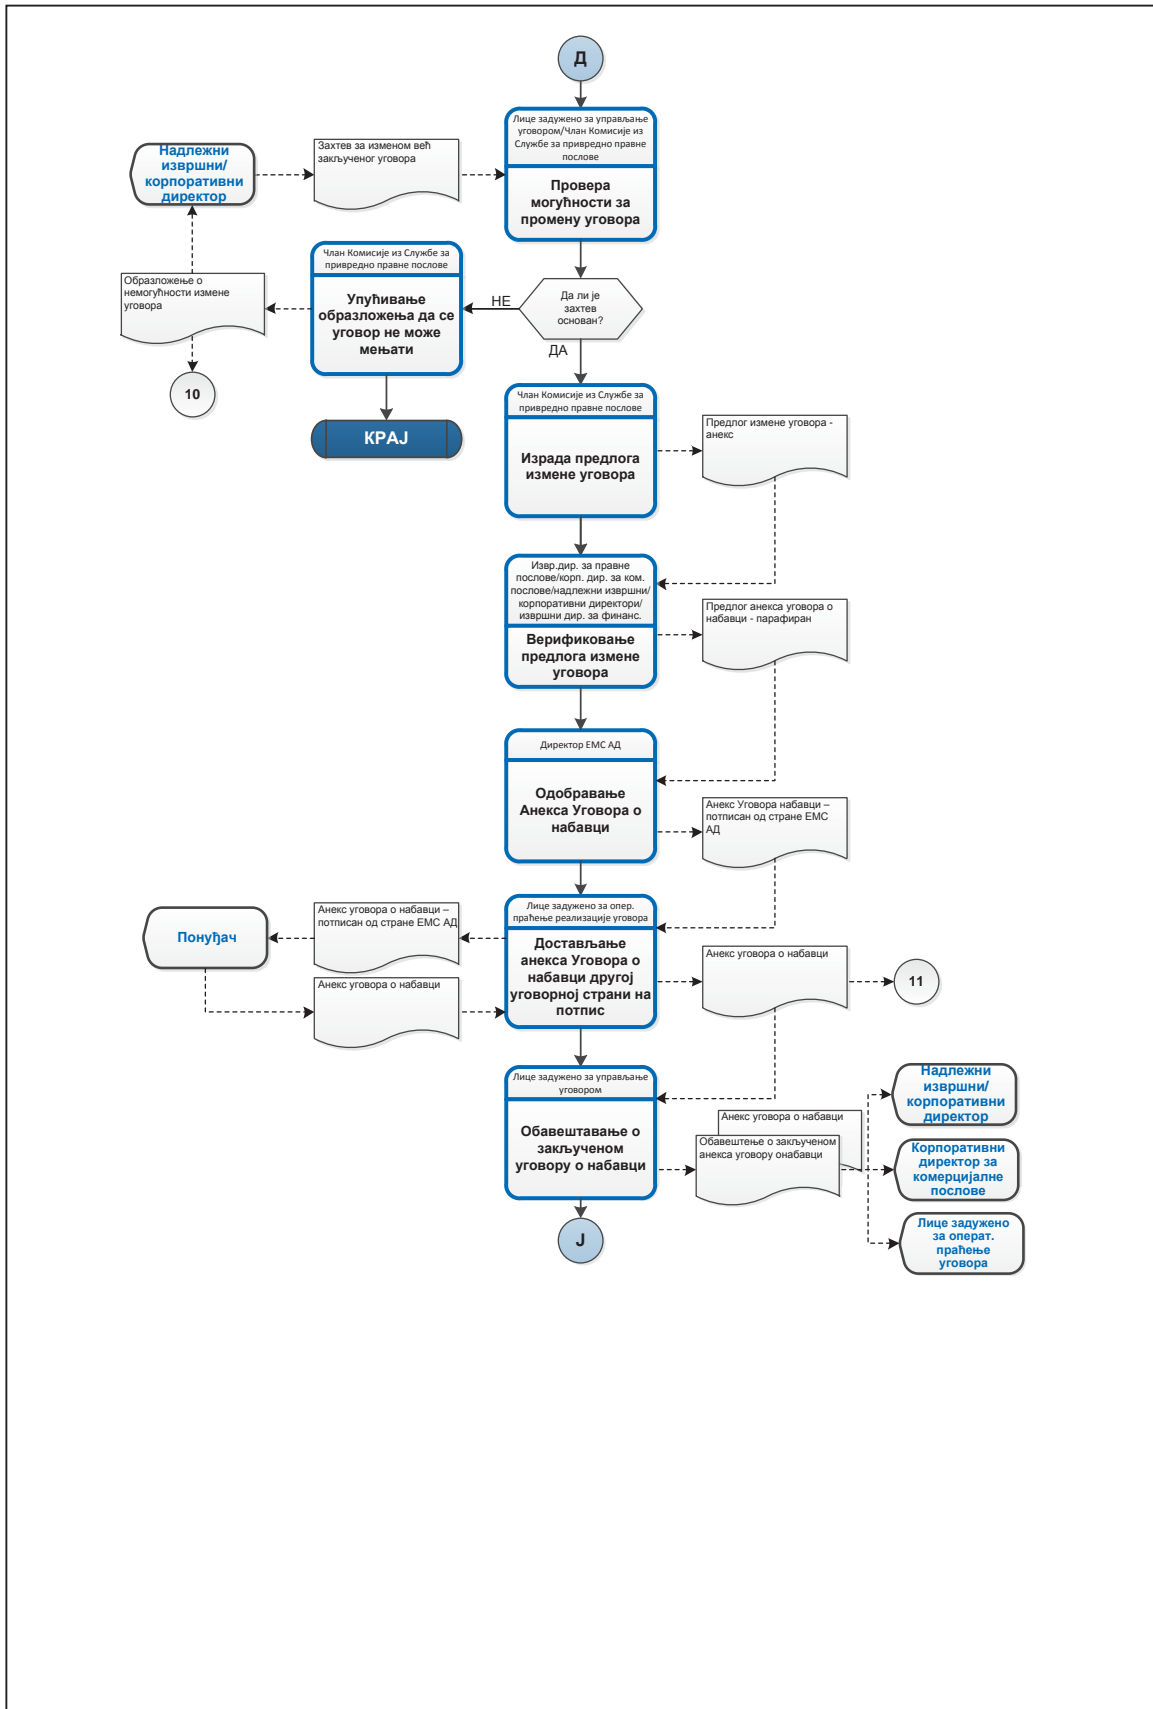 Д
Лице задужено за управљање
уговором/Члан Комисије из
Службе за привредно правне
послове
Провера
могућности за
промену уговора
Захтев за изменом већ
закљученог уговора
Надлежни
извршни/
корпоративни
директор
Члан Комисије из Службе за
привредно правне послове
Упућивање
образложења да се
уговор не може
мењати
Образложење о
немогућности измене
уговора
НЕ
Да ли је
захтев
основан?
ДА
10
КРАЈ
Члан Комисије из Службе за
привредно правне послове
Израда предлога
измене уговора
Предлог измене уговора -
анекс
Извр.дир. за правне
послове/корп. дир. за ком.
послове/надлежни извршни/
корпоративни директори/
извршни дир. за финанс.
Верификовање
предлога измене
уговора
Предлог анекса уговора о
набавци - парафиран
Директор ЕМС АД
Одобравање
Анекса Уговора о
набавци
Анекс Уговора набавци –
потписан од стране ЕМС
АД
Лице задужено за опер.
праћење реализације уговора
Достављање
анекса Уговора о
набавци другој
уговорној страни на
потпис
Анекс уговора о набавци –
потписан од стране ЕМС АД
Понуђач
Анекс уговора о набавци
Анекс уговора о набавци
11
Лице задужено за управљање
уговором
Обавештавање о
закљученом
уговору о набавци
Анекс уговора о набавци
Обавештење о закљученом
анекса уговору онабавци
Надлежни
извршни/
корпоративни
директор
Корпоративни
директор за
комерцијалне
послове
Лице задужено
за операт.
праћење
уговора
Ј